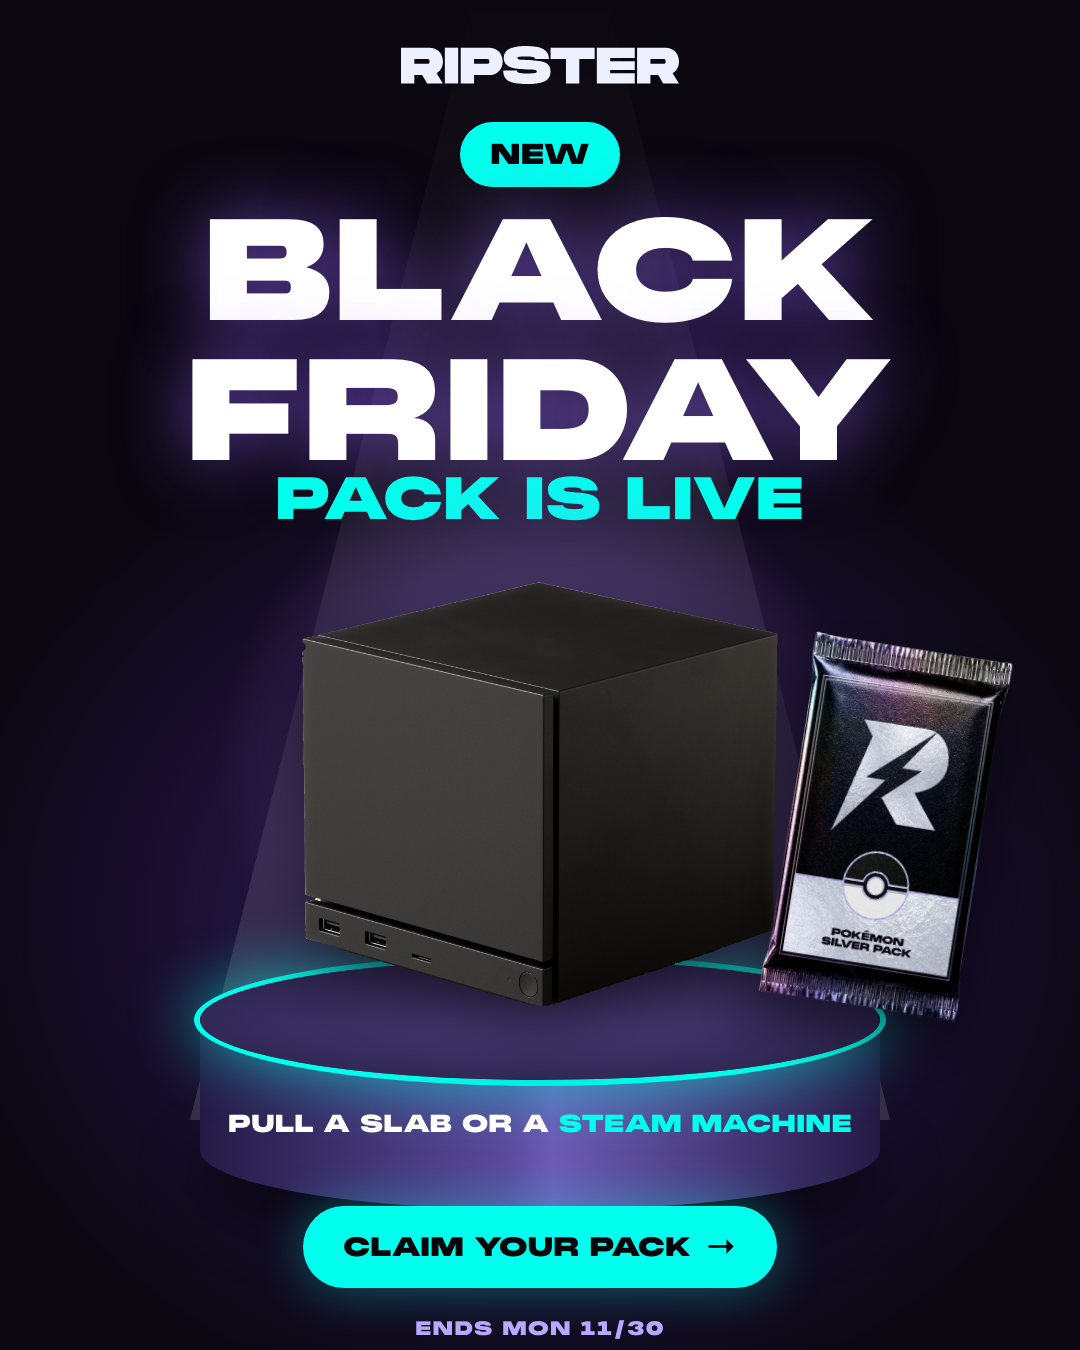 RIPSTER
NEW
BLACK
FRIDAY
PACK IS LIVE
R
POKÉMON
SILVER PACK
PULL A SLAB OR A STEAM MACHINE
CLAIM YOUR PACK →
ENDS MON 11/30